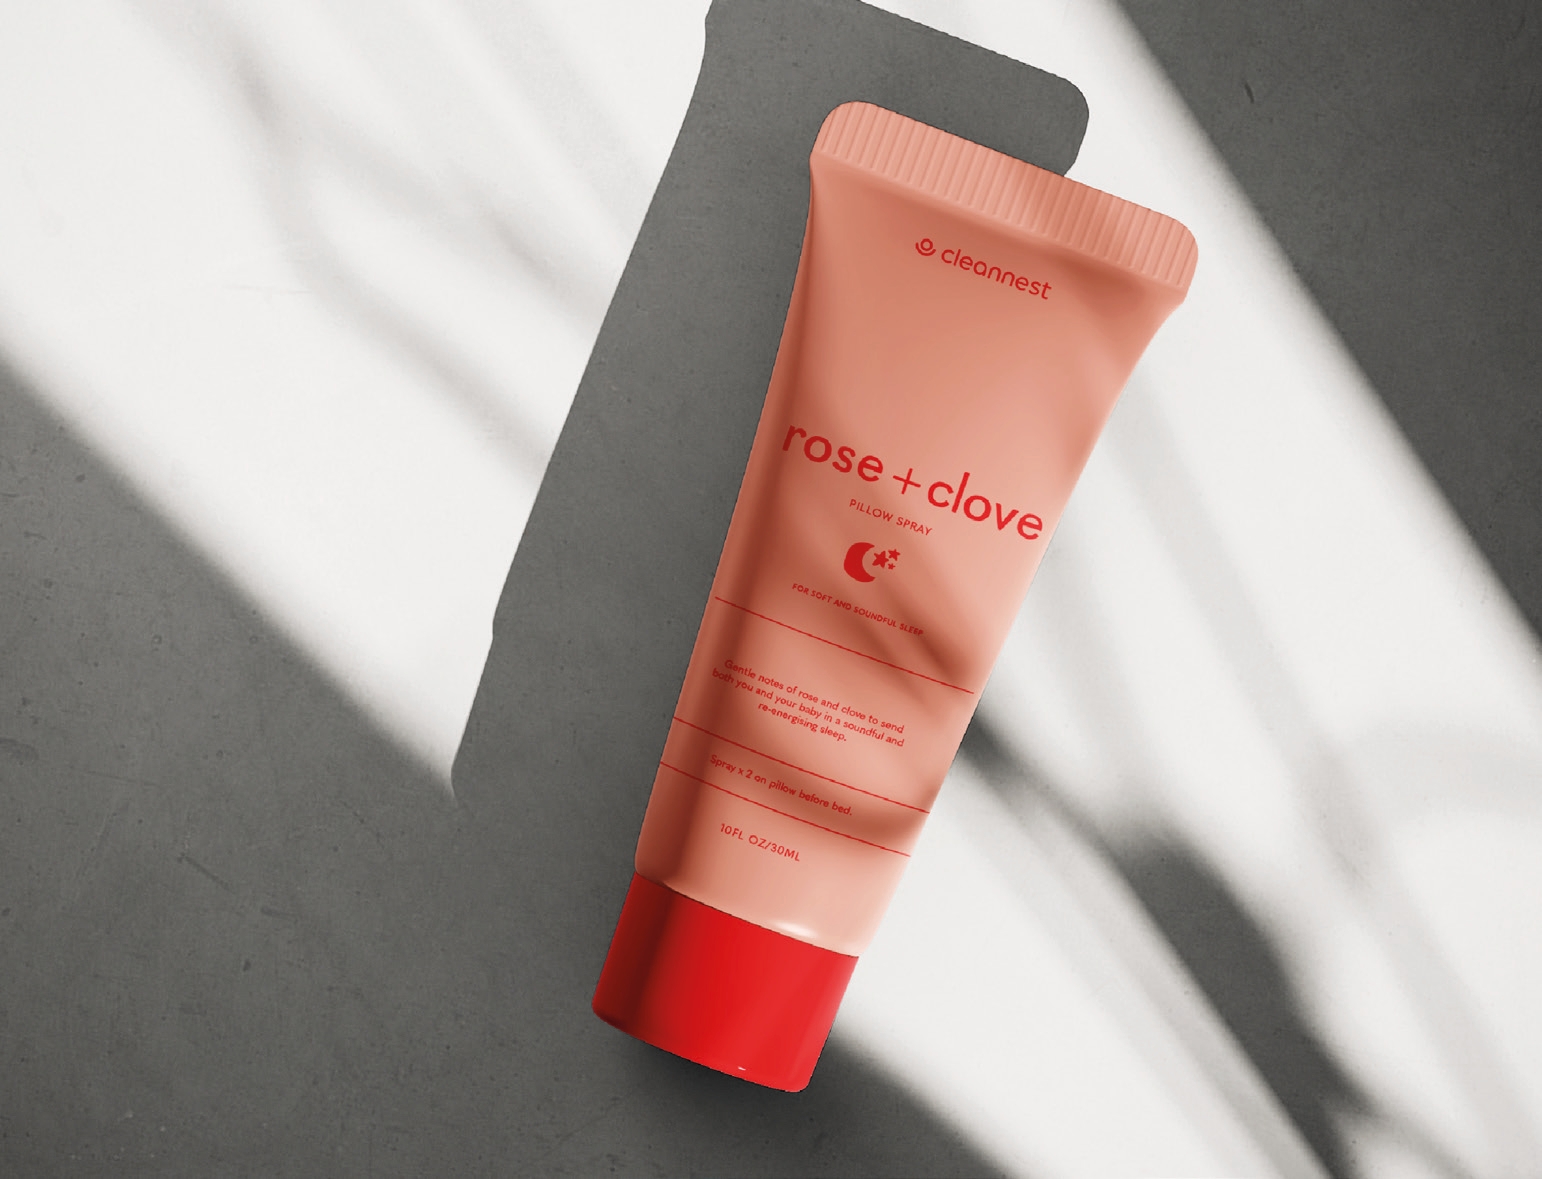 cleannest
rose + clove
PILLOW SPRAY
FOR SOFT AND SOUNDFUL SLEEP
Gentle notes of rose and clove to send
both you and your baby in a soundful and
re-energising sleep.
Spray x 2 on pillow before bed.
10FL OZ/30ML